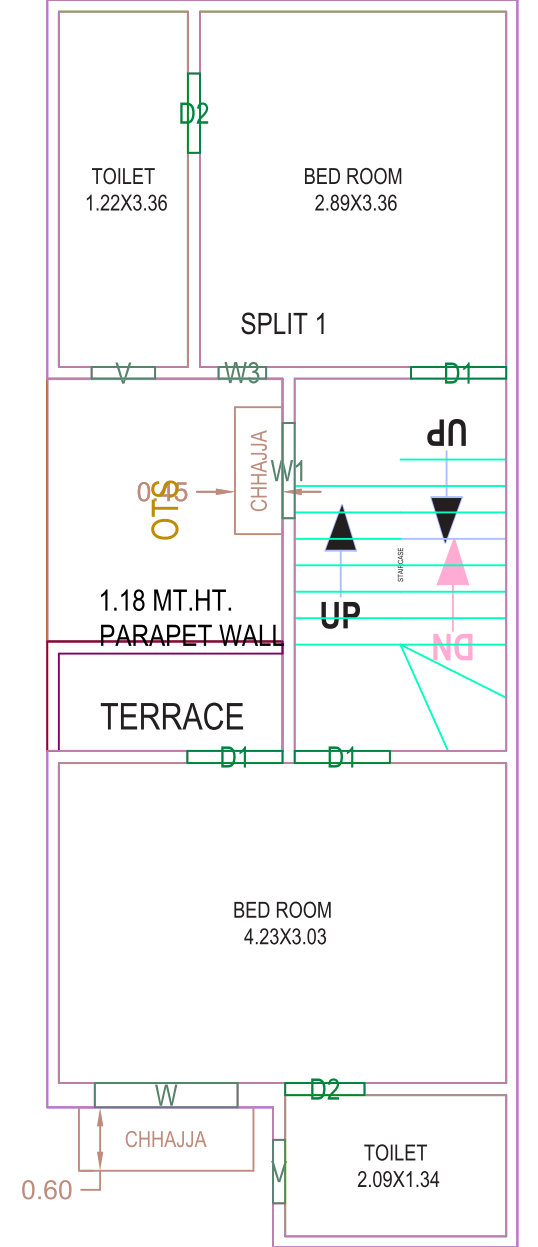 D2
TOILET
1.22X3.36
BED ROOM
2.89X3.36
SPLIT 1
V
W3
D1
UP
CHHAJJA
W1
0.45
OTS
STAIRCASE
1.18 MT.HT.
PARAPET WALL
UP
DN
TERRACE
D1
D1
BED ROOM
4.23X3.03
W
D2
CHHAJJA
TOILET
2.09X1.34
V
0.60